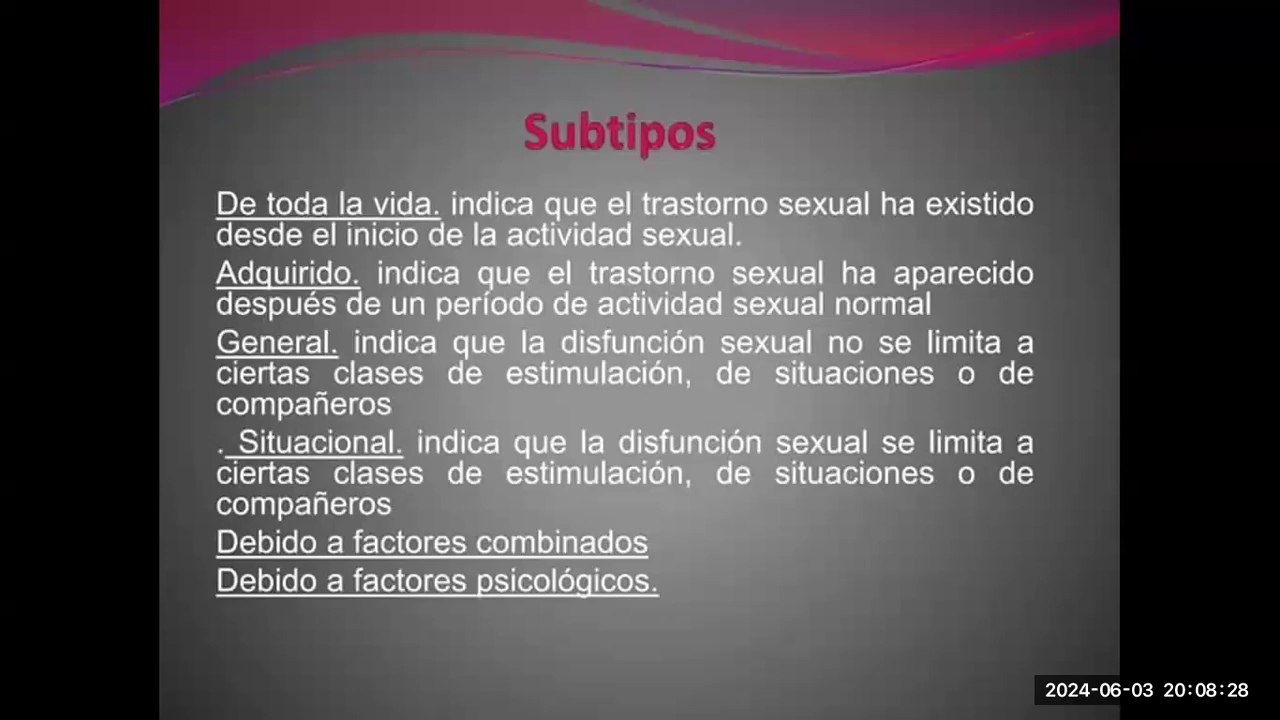 Subtipos
De toda la vida. indica que el trastorno sexual ha existido
desde el inicio de la actividad sexual.
Adquirido. indica que el trastorno sexual ha aparecido
después de un período de actividad sexual normal
General. indica que la disfunción sexual no se limita a
ciertas clases de estimulación, de situaciones o de
compañeros
. Situacional. indica que la disfunción sexual se limita a
ciertas clases de estimulación, de situaciones o de
compañeros
Debido a factores combinados
Debido a factores psicológicos.
2024-06-03 20:08:28